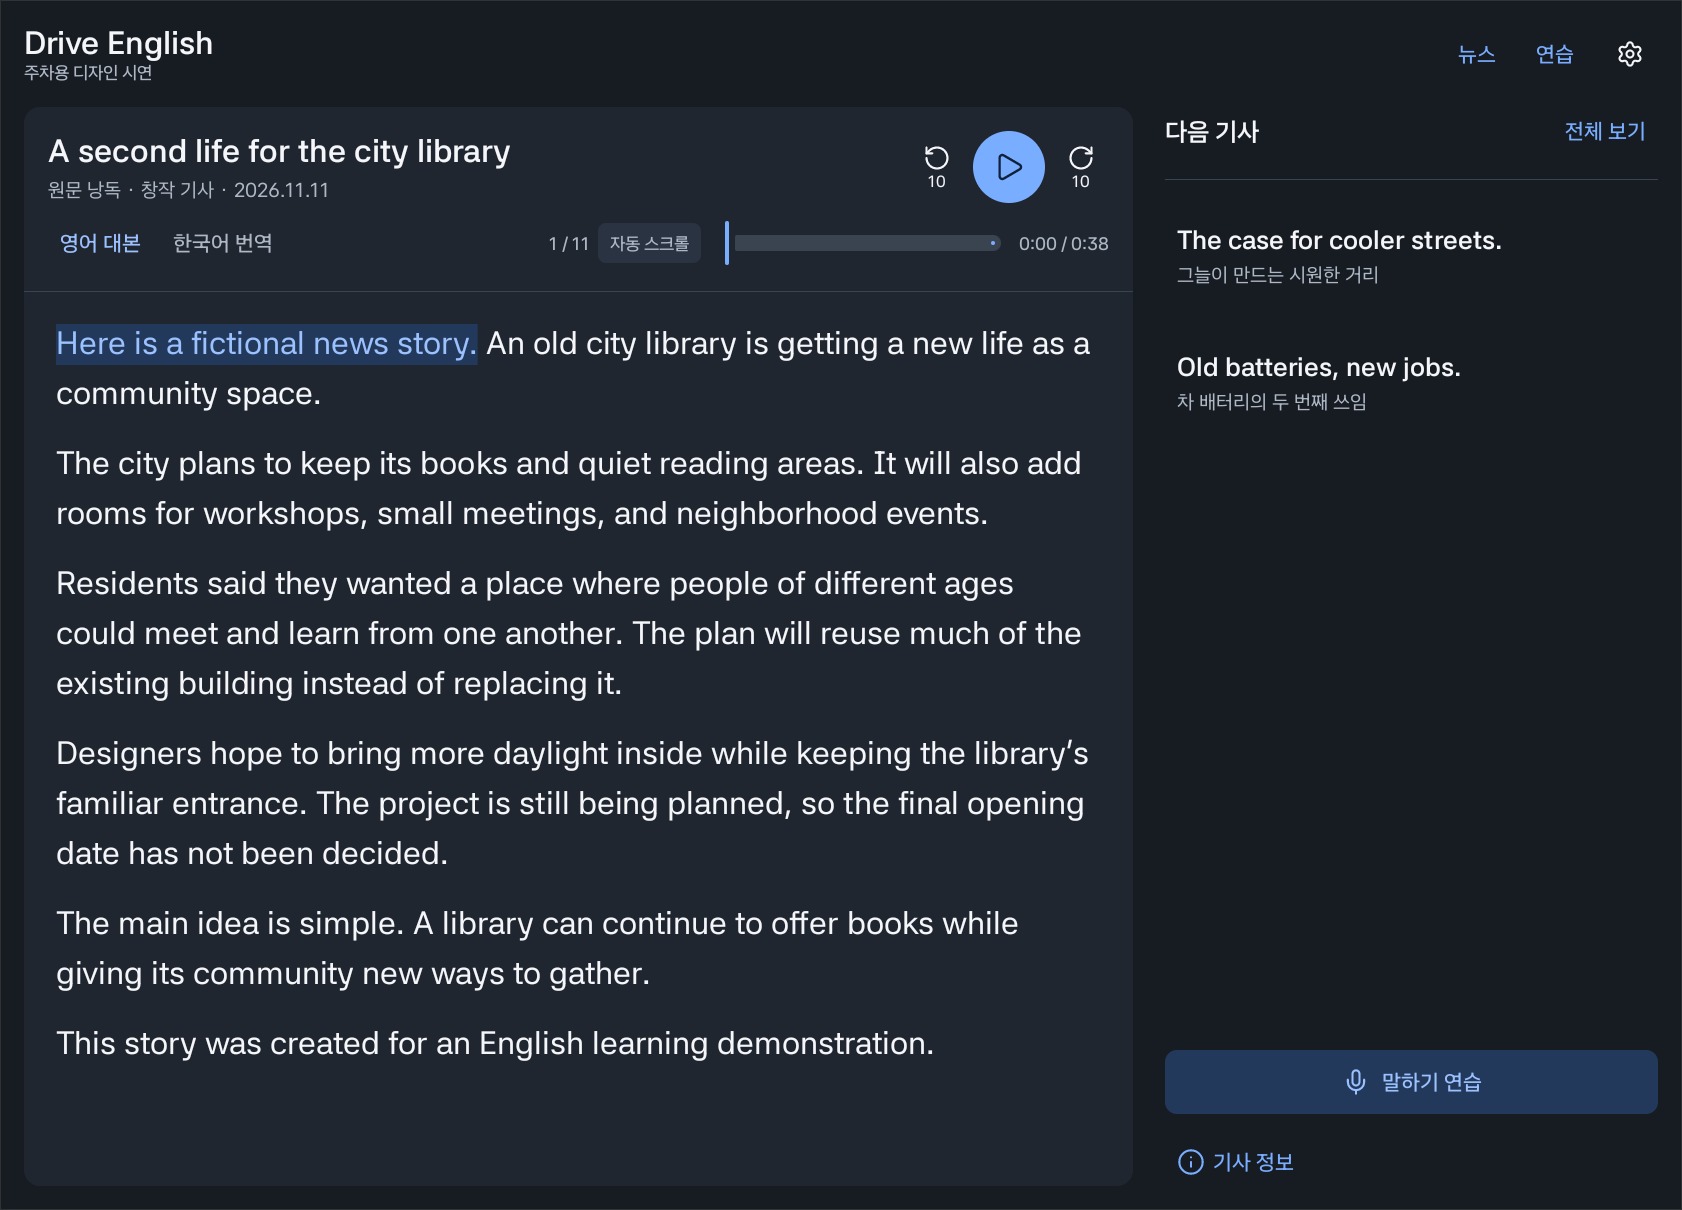 Drive English
주차용 디자인 시연
뉴스
연습
A second life for the city library
원문 낭독 · 창작 기사 · 2026.11.11
10
10
영어 대본
한국어 번역
1 / 11
자동 스크롤
0:00 / 0:38
Here is a fictional news story. An old city library is getting a new life as a
community space.
The city plans to keep its books and quiet reading areas. It will also add
rooms for workshops, small meetings, and neighborhood events.
Residents said they wanted a place where people of different ages
could meet and learn from one another. The plan will reuse much of the
existing building instead of replacing it.
Designers hope to bring more daylight inside while keeping the library’s
familiar entrance. The project is still being planned, so the final opening
date has not been decided.
The main idea is simple. A library can continue to offer books while
giving its community new ways to gather.
This story was created for an English learning demonstration.
다음 기사
전체 보기
The case for cooler streets.
그늘이 만드는 시원한 거리
Old batteries, new jobs.
차 배터리의 두 번째 쓰임
말하기 연습
기사 정보